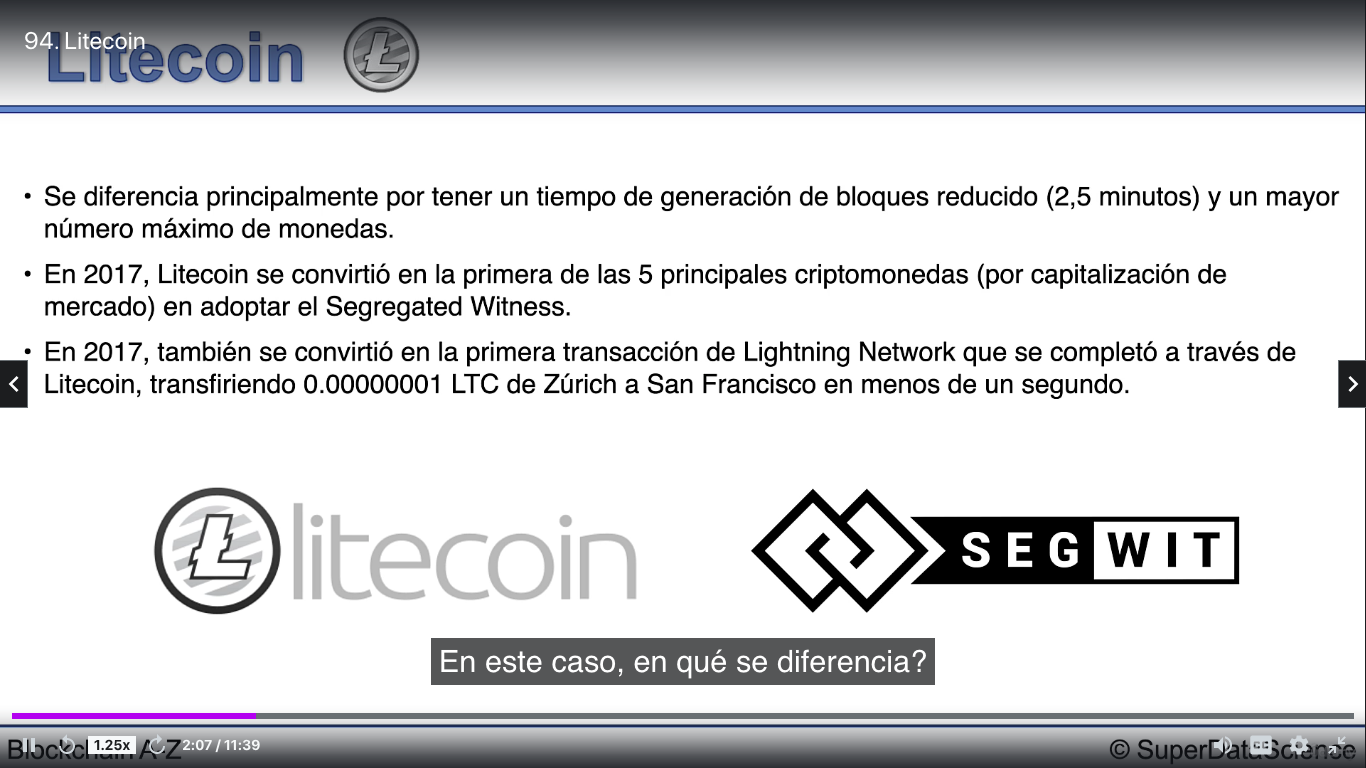 94. Litecoin
Litecoin
• Se diferencia principalmente por tener un tiempo de generación de bloques reducido (2,5 minutos) y un mayor
número máximo de monedas.
• En 2017, Litecoin se convirtió en la primera de las 5 principales criptomonedas (por capitalización de
mercado) en adoptar el Segregated Witness.
• En 2017, también se convirtió en la primera transacción de Lightning Network que se completó a través de
Litecoin, transfiriendo 0.00000001 LTC de Zúrich a San Francisco en menos de un segundo.
litecoin
SEGWIT
En este caso, en qué se diferencia?
1.25x
2:07 / 11:39
CC
Blockchain A-Z
© SuperDataScience